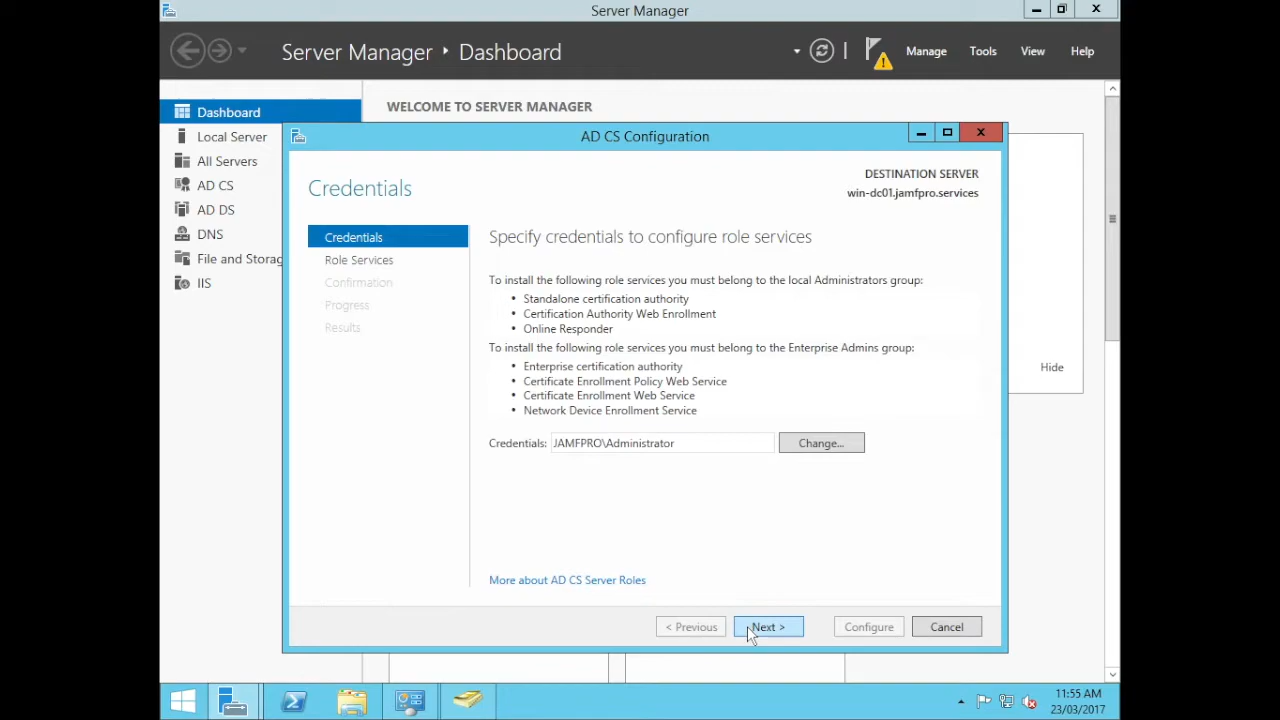 Server Manager
Server Manager • Dashboard
Manage
Tools
View
Help
Dashboard
Local Server
All Servers
AD CS
AD DS
DNS
File and Storag
IIS
WELCOME TO SERVER MANAGER
Hide
AD CS Configuration
Credentials
DESTINATION SERVER
win-dc01.jamfpro.services
Credentials
Role Services
Confirmation
Progress
Results
Specify credentials to configure role services
To install the following role services you must belong to the local Administrators group:
• Standalone certification authority
• Certification Authority Web Enrollment
• Online Responder
To install the following role services you must belong to the Enterprise Admins group:
• Enterprise certification authority
• Certificate Enrollment Policy Web Service
• Certificate Enrollment Web Service
• Network Device Enrollment Service
Credentials: JAMFPRO\Administrator
Change...
More about AD CS Server Roles
< Previous
Next >
Configure
Cancel
11:55 AM
23/03/2017